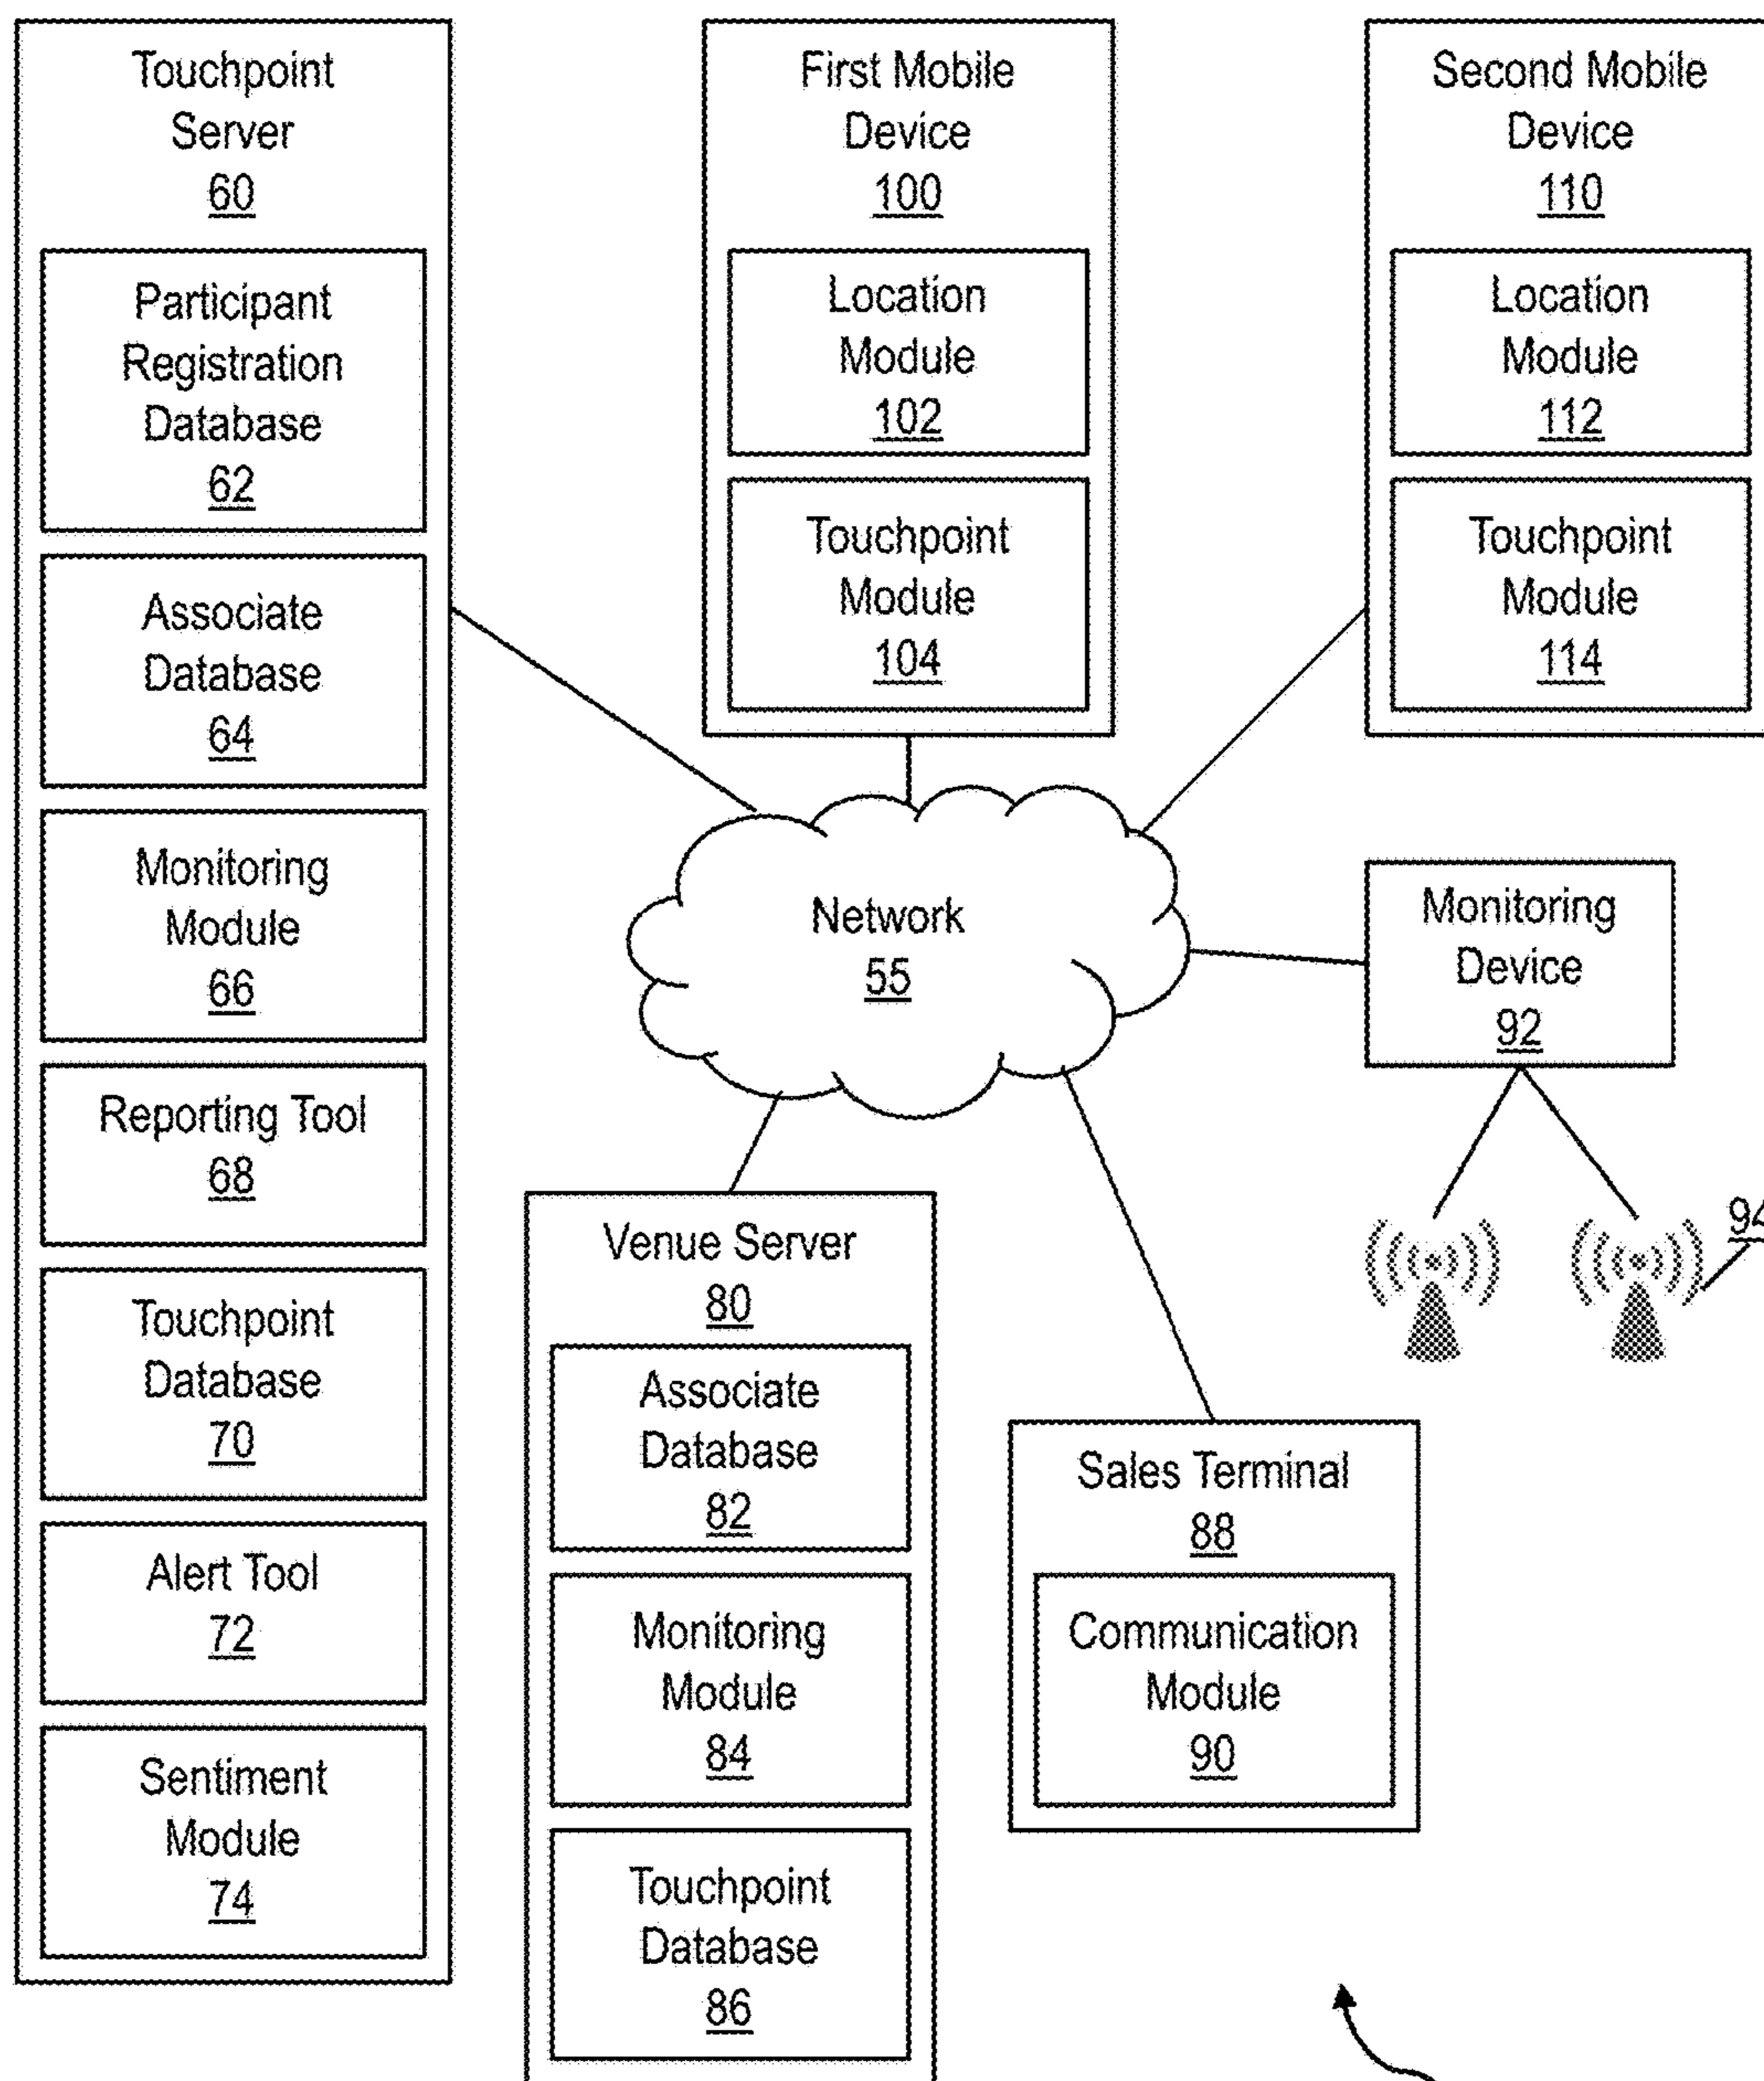 Touchpoint
Server
60
Participant
Registration
Database
62
Associate
Database
64
Monitoring
Module
66
Reporting Tool
68
Touchpoint
Database
70
Alert Tool
72
Sentiment
Module
74
First Mobile
Device
100
Location
Module
102
Touchpoint
Module
104
Second Mobile
Device
110
Location
Module
112
Touchpoint
Module
114
Network
55
Monitoring
Device
92
94
Venue Server
80
Associate
Database
82
Monitoring
Module
84
Touchpoint
Database
86
Sales Terminal
88
Communication
Module
90